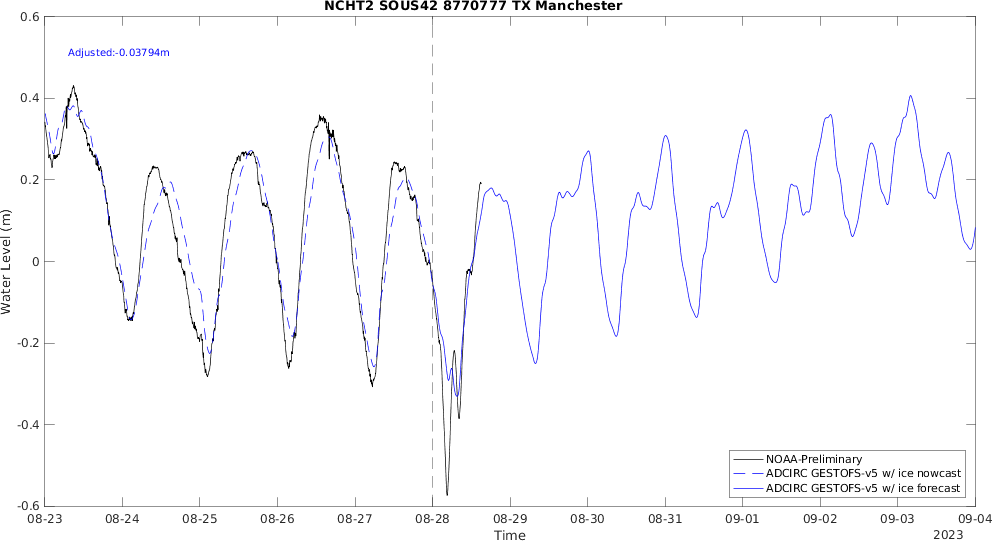 NCHT2 SOUS42 8770777 TX Manchester
Adjusted:-0.03794m
0.6
0.4
0.2
0
-0.2
-0.4
-0.6
Water Level (m)
NOAA-Preliminary
ADCIRC GESTOFS-v5 w/ ice nowcast
ADCIRC GESTOFS-v5 w/ ice forecast
08-23 08-24 08-25 08-26 08-27 08-28 08-29 08-30 08-31 09-01 09-02 09-03 09-04
Time
2023